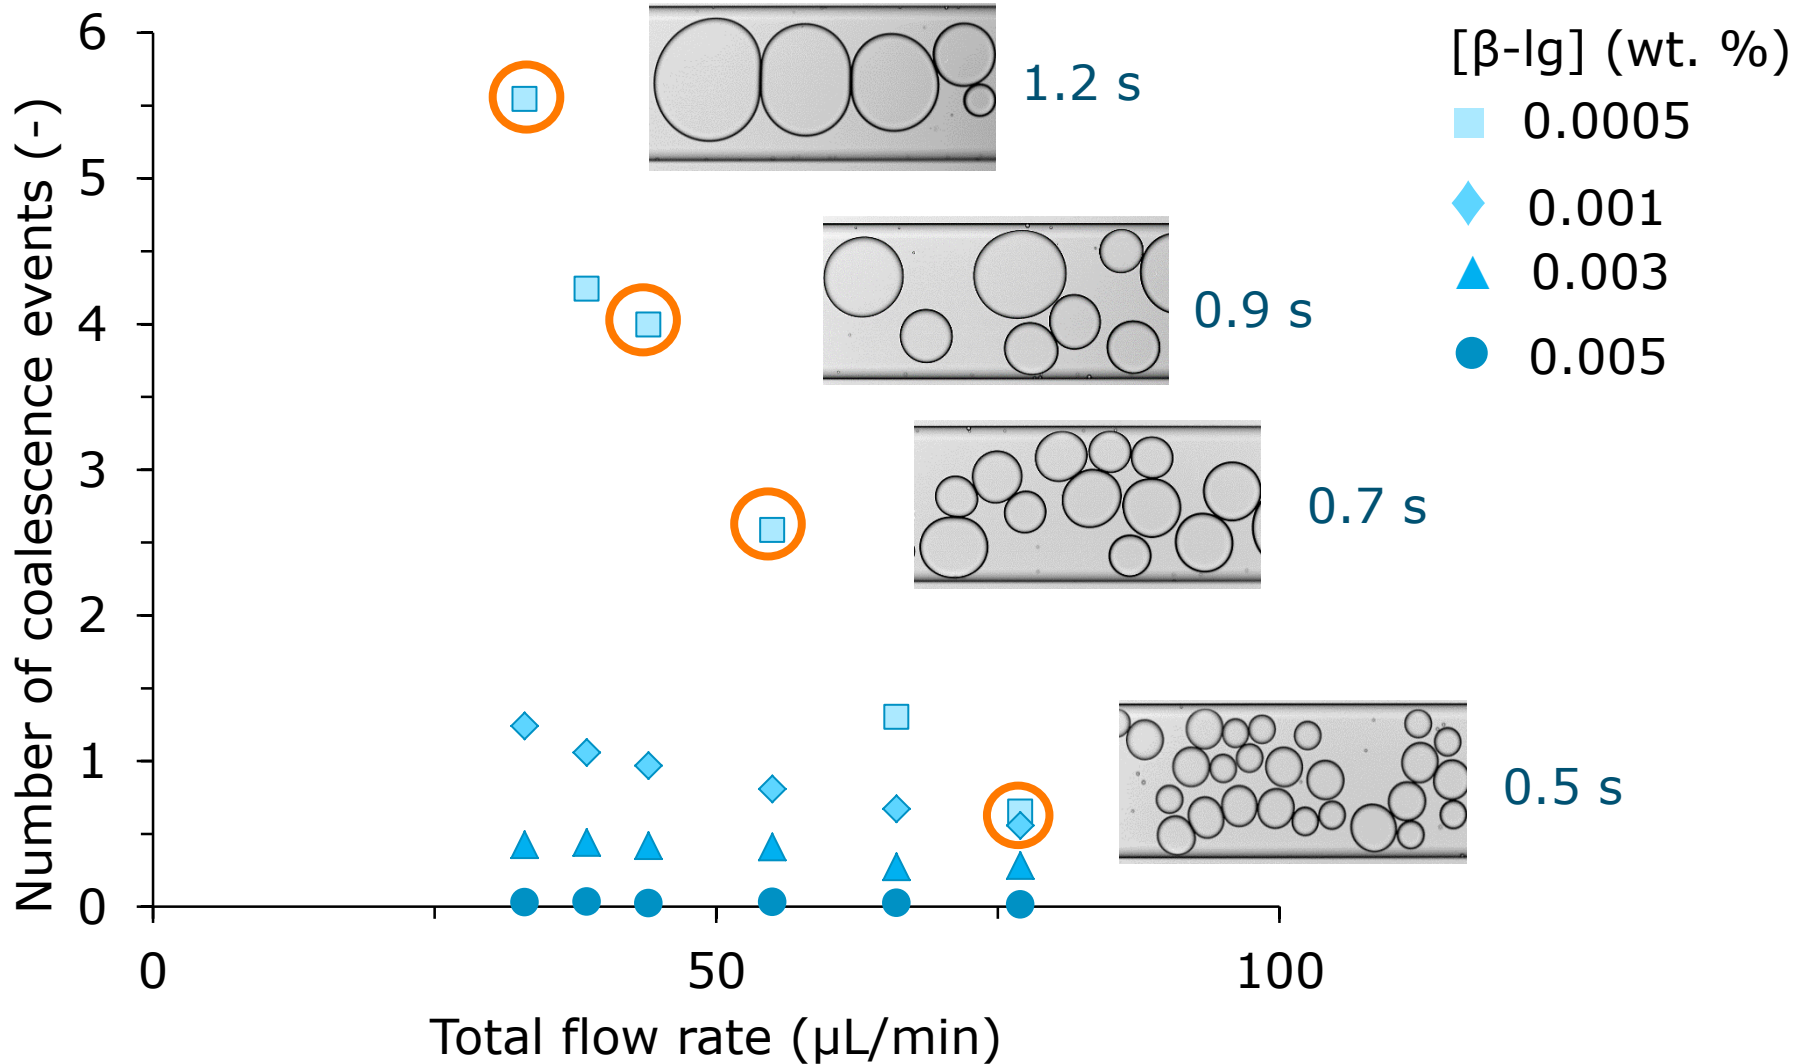 Number of coalescence events (-)
6
5
4
3
2
1
0
0
50
100
Total flow rate (µL/min)
1.2 s
0.9 s
0.7 s
0.5 s
[β-lg] (wt. %)
0.0005
0.001
0.003
0.005